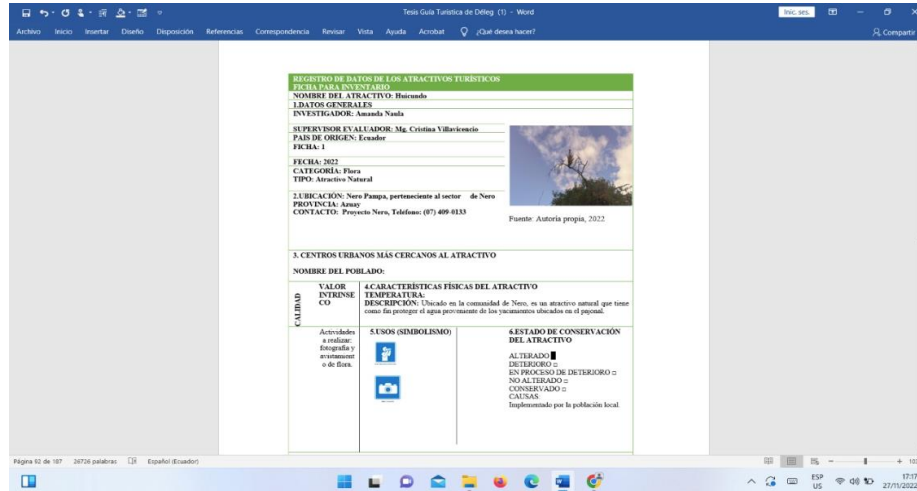 Tesis Guia Turistica de Déleg (1) - Word
Inic. ses.
Archivo Inicio Insertar Diseño Disposición Referencias Correspondencia Revisar Vista Ayuda Acrobat ¿Qué desea hacer?
Compartir
REGISTRO DE DATOS DE LOS ATRACTIVOS TURÍSTICOS
FICHA PARA INVENTARIO
NOMBRE DEL ATRACTIVO: Huicundo
1.DATOS GENERALES
INVESTIGADOR: Amanda Naula
SUPERVISOR EVALUADOR: Mg. Cristina Villavicencio
PAIS DE ORIGEN: Ecuador
FICHA: 1
FECHA: 2022
CATEGORÍA: Flora
TIPO: Atractivo Natural
2.UBICACIÓN: Nero Pampa, perteneciente al sector de Nero
PROVINCIA: Azuay
CONTACTO: Proyecto Nero, Teléfono: (07) 409-0133
Fuente: Autoría propia, 2022
3. CENTROS URBANOS MÁS CERCANOS AL ATRACTIVO
NOMBRE DEL POBLADO:
CALIDAD
VALOR
INTRINSE
CO
4.CARACTERÍSTICAS FÍSICAS DEL ATRACTIVO
TEMPERATURA:
DESCRIPCIÓN: Ubicado en la comunidad de Nero, es un atractivo natural que tiene
como fin proteger el agua proveniente de los yacimientos ubicados en el pajonal.
Actividades
a realizar:
fotografía y
avistamient
o de flora.
5.USOS (SIMBOLISMO)
6.ESTADO DE CONSERVACIÓN
DEL ATRACTIVO
ALTERADO
DETERIORO □
EN PROCESO DE DETERIORO □
NO ALTERADO □
CONSERVADO □
CAUSAS:
Implementado por la población local.
Página 92 de 107 26726 palabras Español (Ecuador)
ESP
US
17:17
27/11/2022